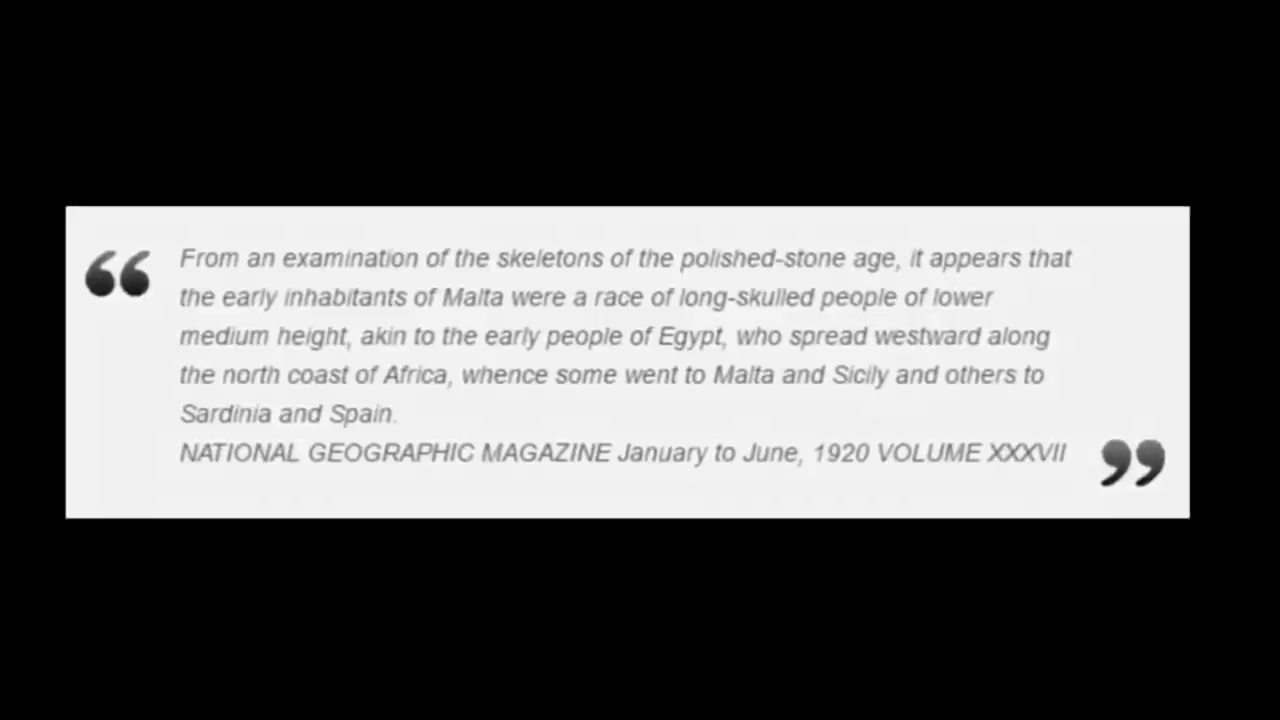 From an examination of the skeletons of the polished-stone age, it appears that
the early inhabitants of Malta were a race of long-skulled people of lower
medium height, akin to the early people of Egypt, who spread westward along
the north coast of Africa, whence some went to Malta and Sicily and others to
Sardinia and Spain.
NATIONAL GEOGRAPHIC MAGAZINE January to June, 1920 VOLUME XXXVII